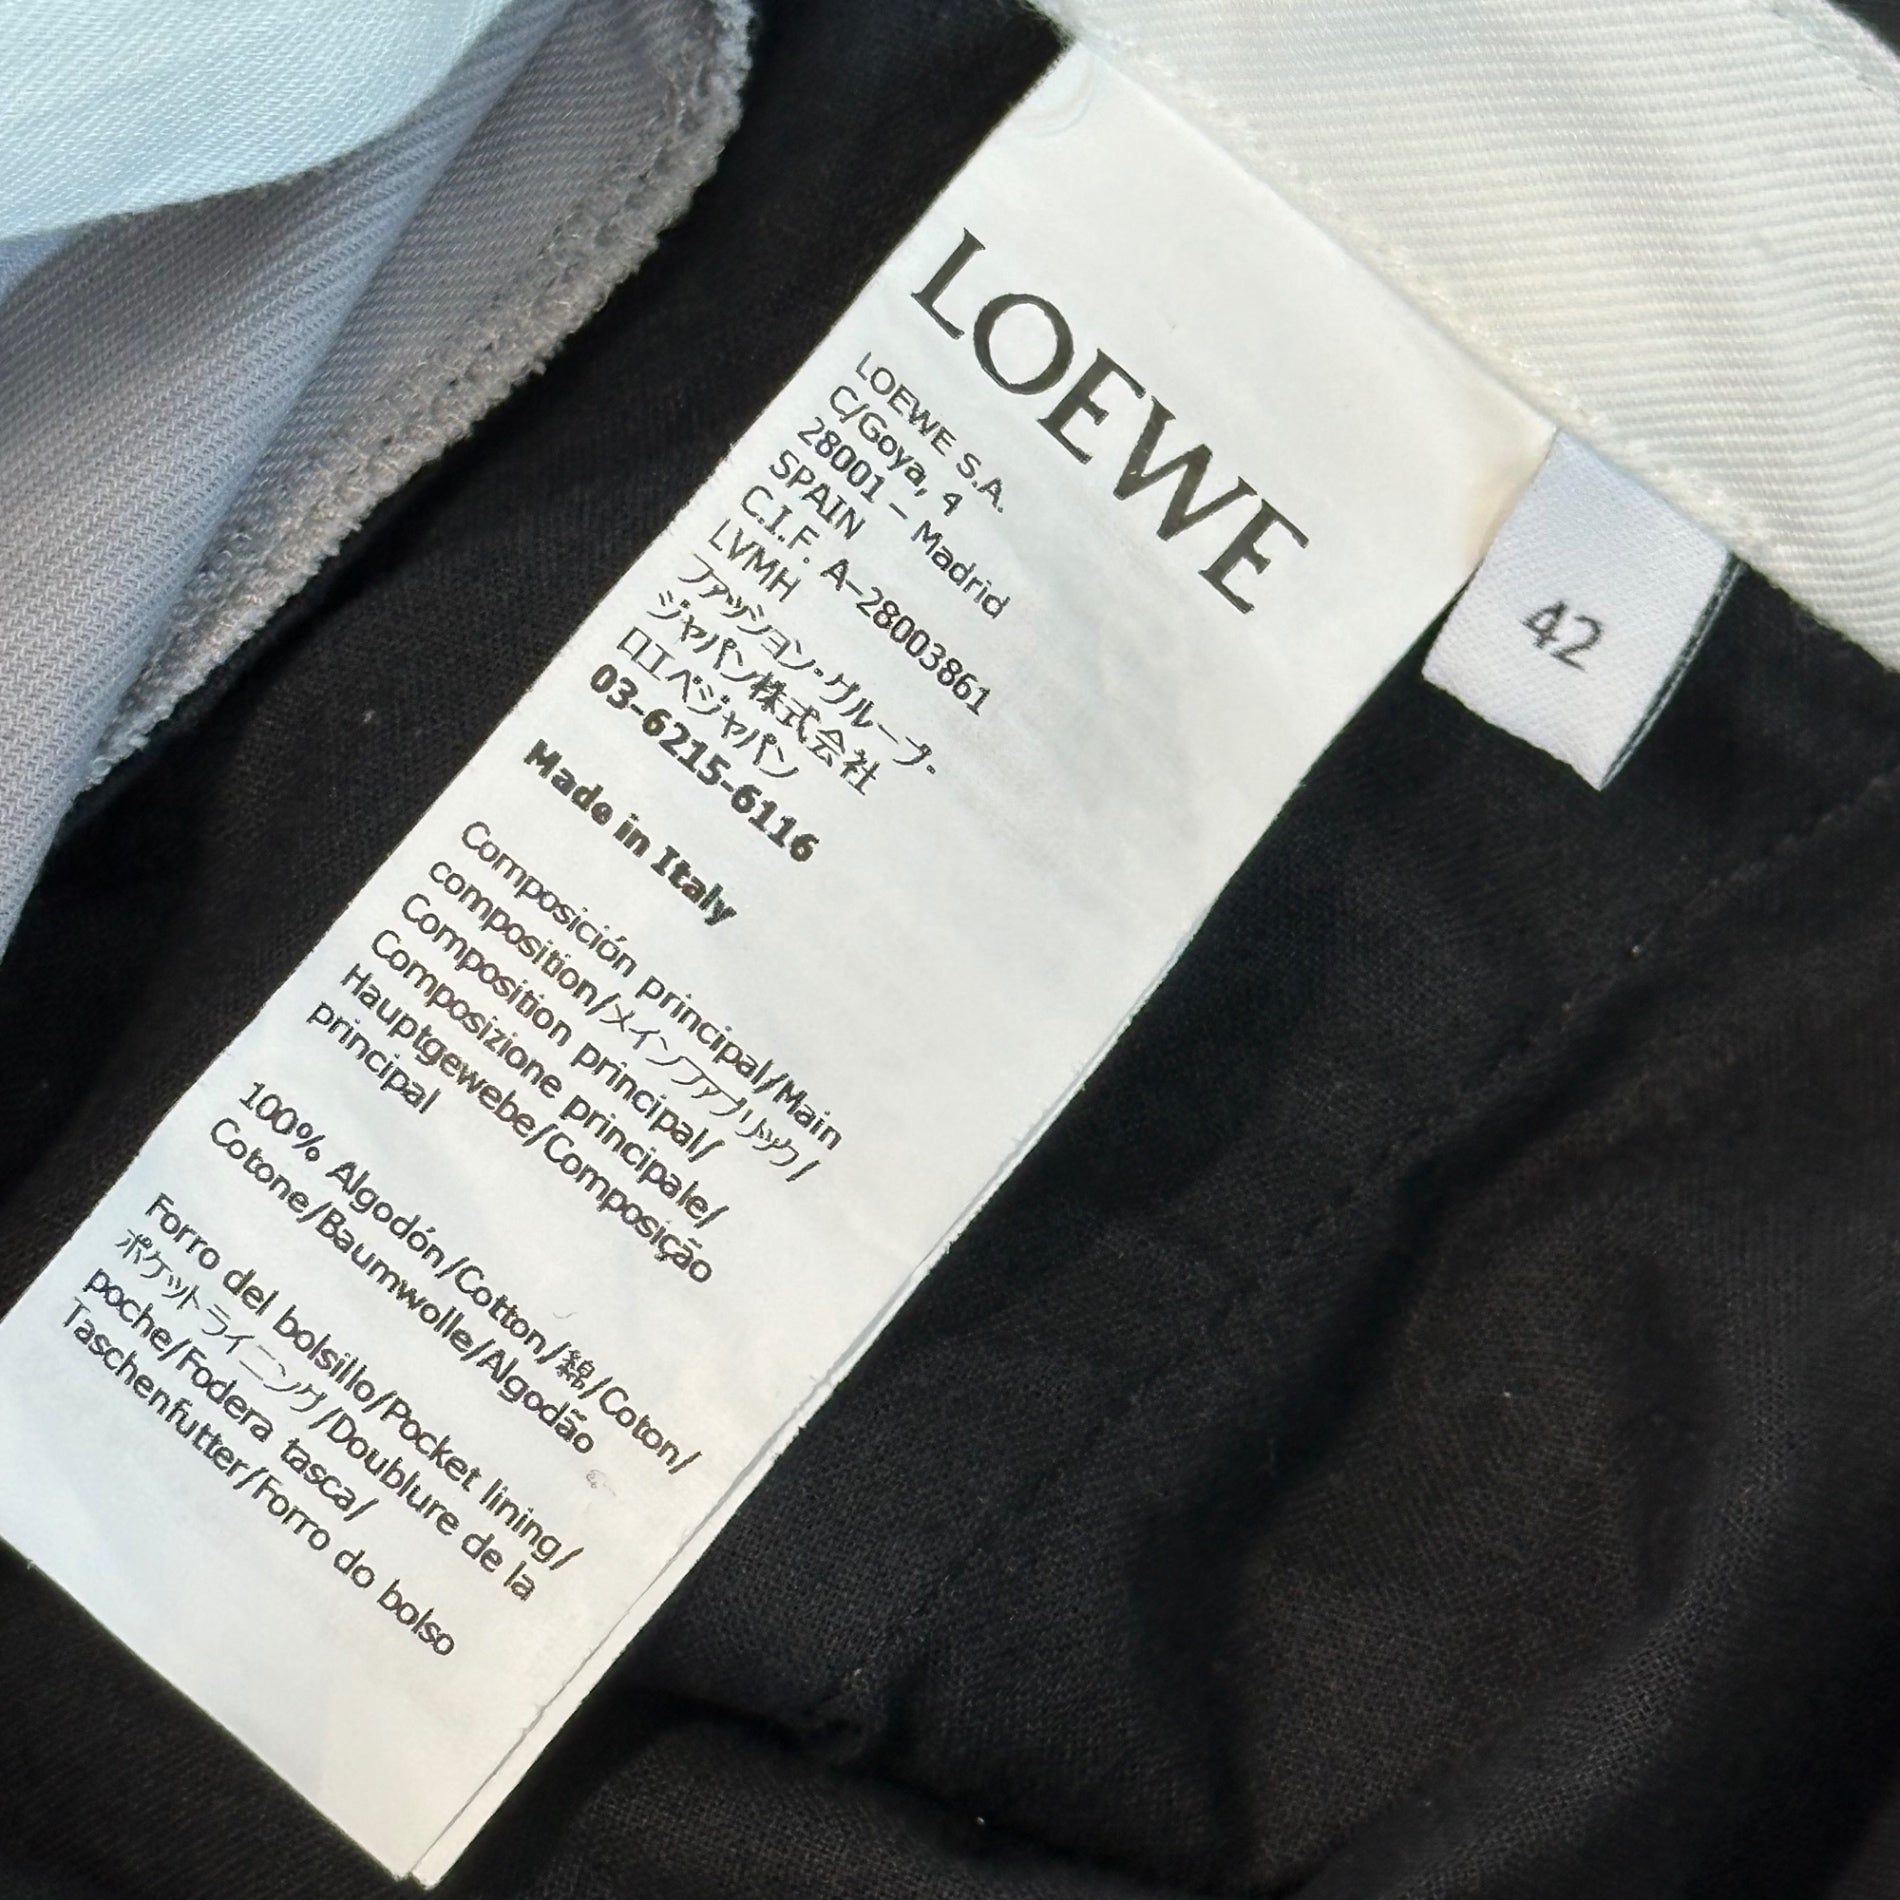 LOEWE
LOEWE S.A.
C/Goya, 4
28001 – Madrid
SPAIN
C.I.F. A-28003861
LVMH
ファッション・グループ・
ジャパン株式会社
ロエベジャパン
03-6215-6116
Made in Italy
Composición principal/Main
composition/メインファブリック/
Composition principal/
Composizione principale/
Hauptgewebe/Composição
principal
100% Algodón/Cotton/綿/Coton/
Cotone/Baumwolle/Algodão
Forro del bolsillo/Pocket lining/
ポケットライニング/Doublure de la
poche/Fodera tasca/
Taschenfutter/Forro do bolso
42